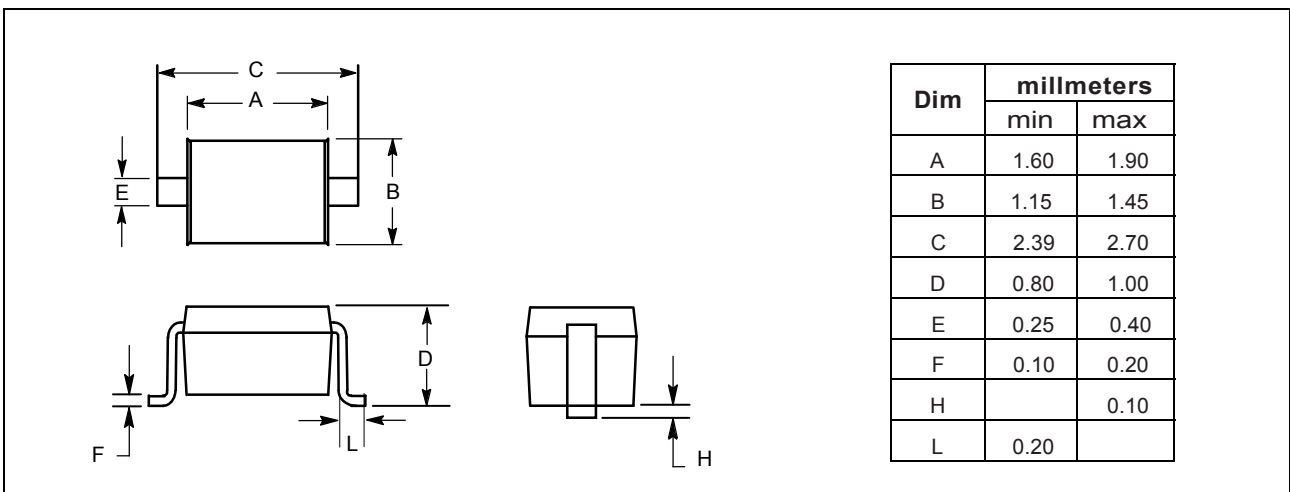 C
A
E
B
D
F
L
H
Dim millmeters
min max
A 1.60 1.90
B 1.15 1.45
C 2.39 2.70
D 0.80 1.00
E 0.25 0.40
F 0.10 0.20
H 0.10
L 0.20